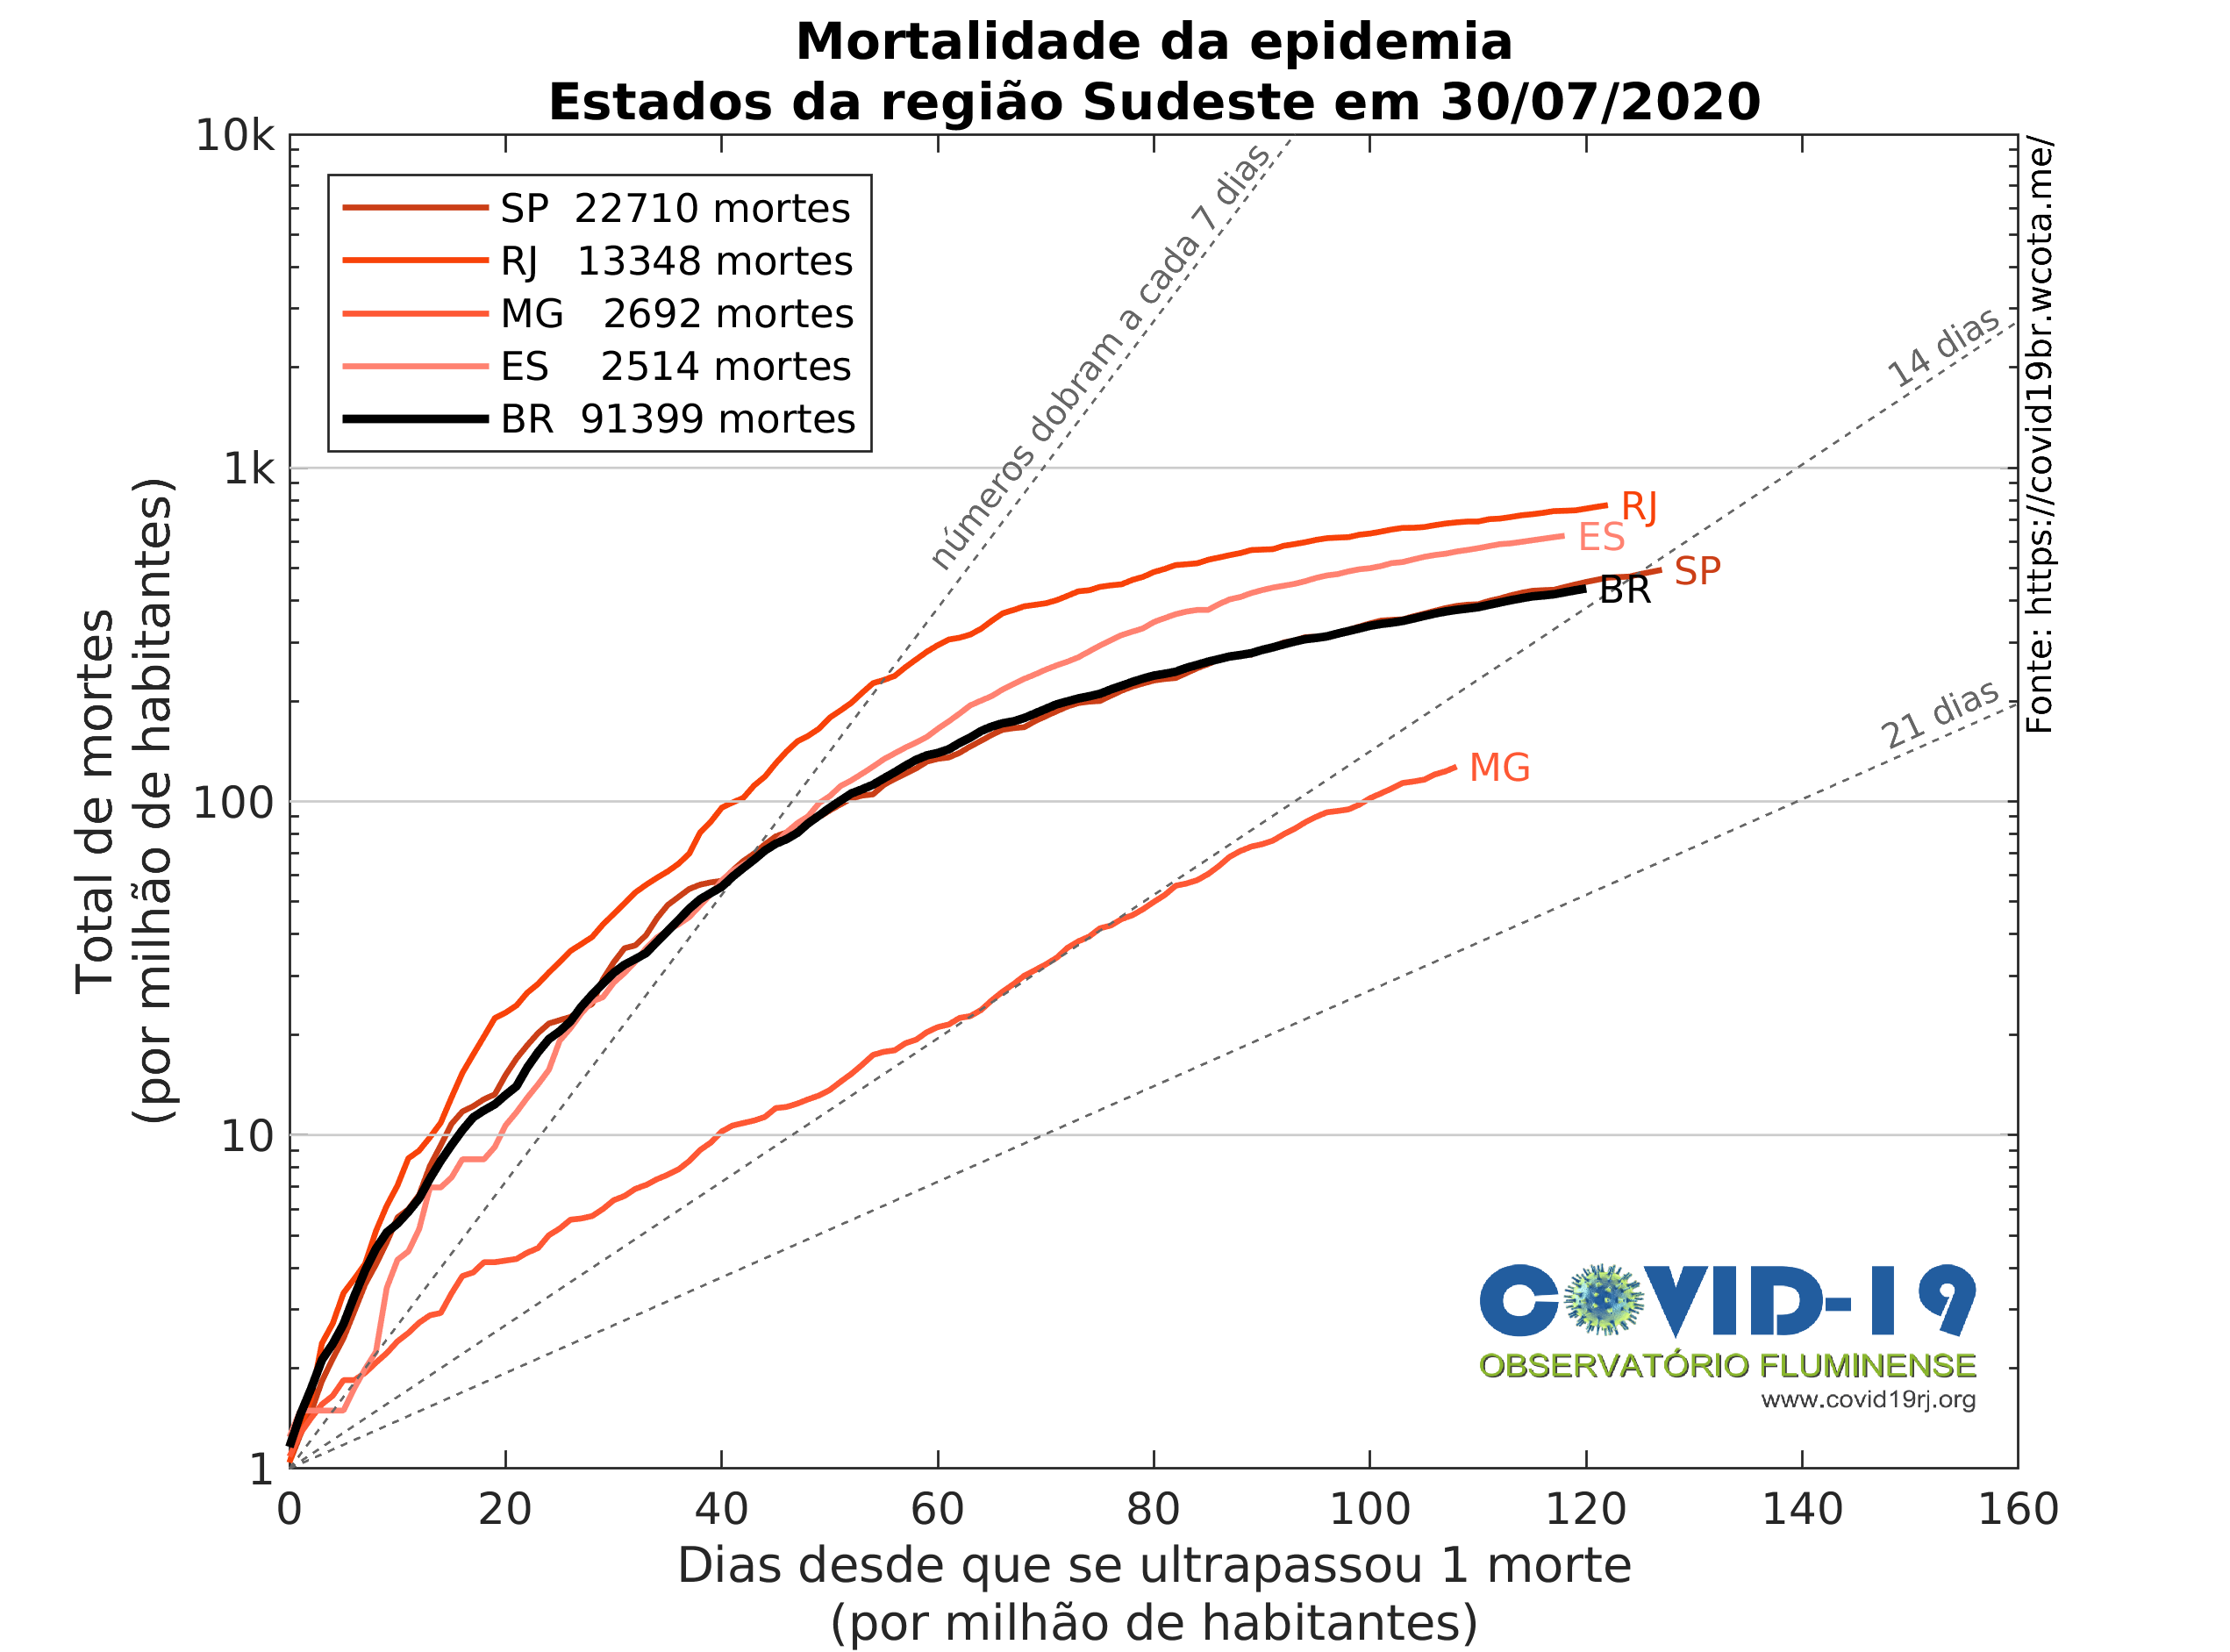 Mortalidade da epidemia
Estados da região Sudeste em 30/07/2020
10k
1k
100
10
1
Total de mortes
(por milhão de habitantes)
SP 22710 mortes
RJ 13348 mortes
MG 2692 mortes
ES 2514 mortes
BR 91399 mortes
números dobram a cada 7 dias
14 dias
21 dias
RJ
ES
SP
BR
MG
Fonte: https://covid19br.wcota.me/
COVID-19
OBSERVATÓRIO FLUMINENSE
www.covid19rj.org
0 20 40 60 80 100 120 140 160
Dias desde que se ultrapassou 1 morte
(por milhão de habitantes)